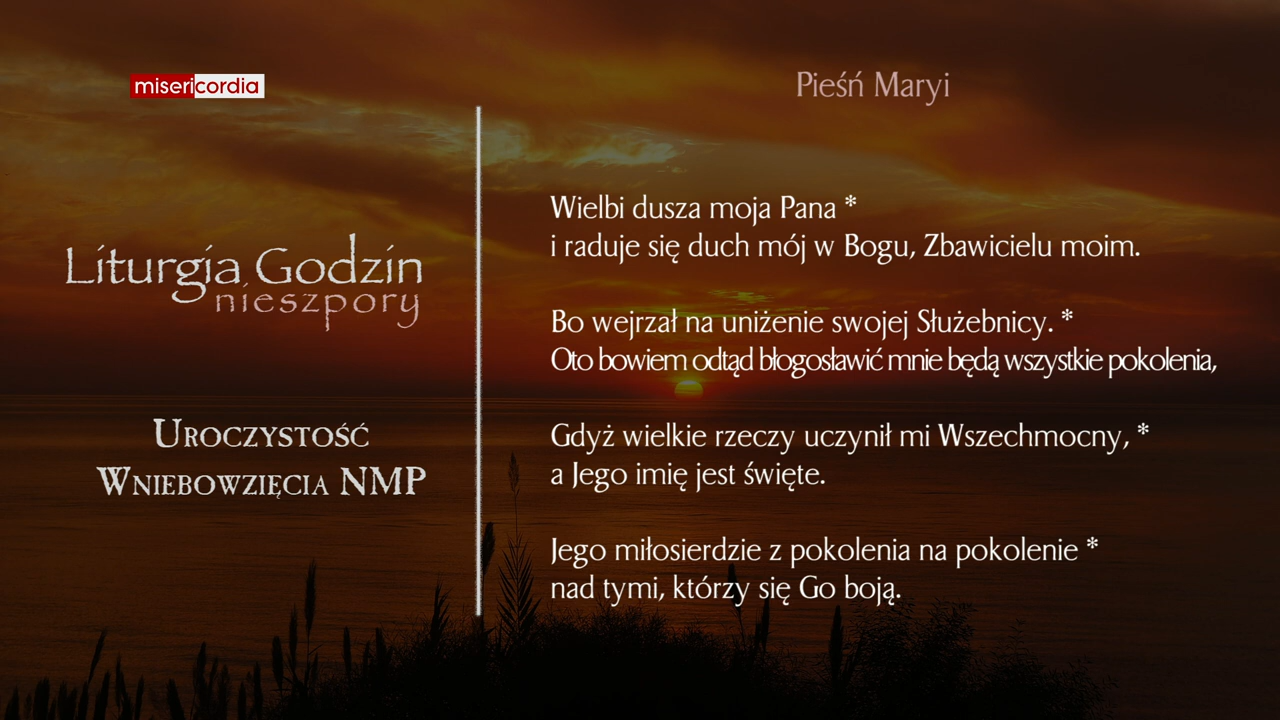 misericordia
Pieśń Maryi
Liturgia Godzin
nieszpory
Uroczystość
Wniebowzięcia NMP
Wielbi dusza moja Pana *
i raduje się duch mój w Bogu, Zbawicielu moim.
Bo wejrzał na uniżenie swojej Służebnicy. *
Oto bowiem odtąd błogosławić mnie będą wszystkie pokolenia,
Gdyż wielkie rzeczy uczynił mi Wszechmocny, *
a Jego imię jest święte.
Jego miłosierdzie z pokolenia na pokolenie *
nad tymi, którzy się Go boją.